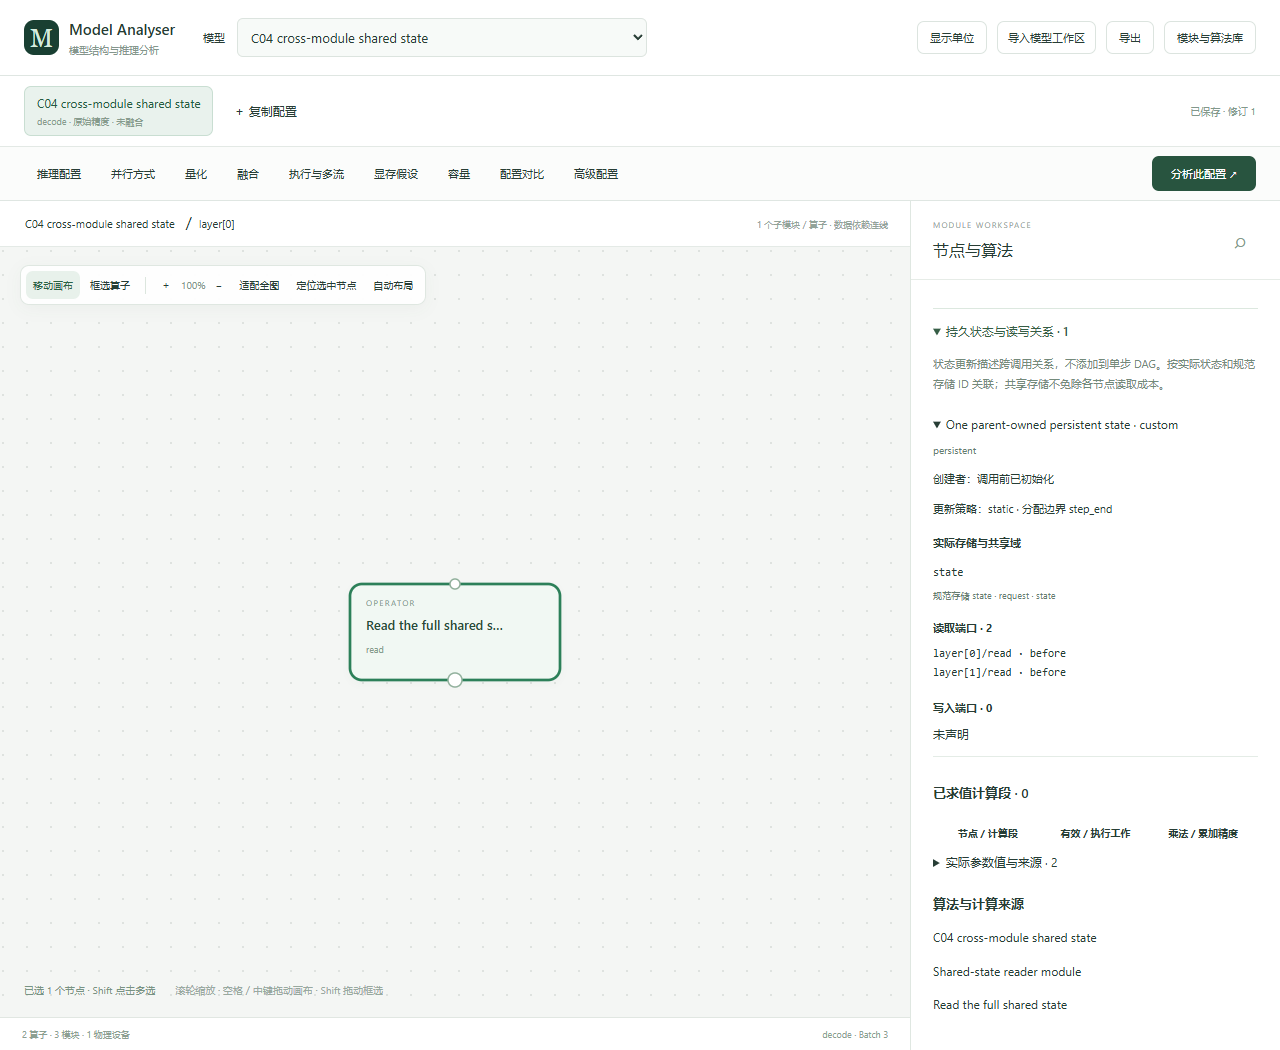 M
Model Analyser
模型结构与推理分析
模型
C04 cross-module shared state
显示单位
导入模型工作区
导出
模块与算法库
C04 cross-module shared state
decode · 原始精度 · 未融合
+ 复制配置
已保存 · 修订 1
推理配置
并行方式
量化
融合
执行与多流
显存假设
容量
配置对比
高级配置
分析此配置 ↗
C04 cross-module shared state / layer[0]
1 个子模块 / 算子 · 数据依赖连线
移动画布
框选算子
+
100%
−
适配全图
定位选中节点
自动布局
OPERATOR
Read the full shared s...
read
已选 1 个节点 · Shift 点击多选
滚轮缩放 · 空格 / 中键拖动画布 · Shift 拖动框选
2 算子 · 3 模块 · 1 物理设备
decode · Batch 3
MODULE WORKSPACE
节点与算法
▼ 持久状态与读写关系 · 1
状态更新描述跨调用关系，不添加到单步 DAG。按实际状态和规范
存储 ID 关联；共享存储不免除各节点读取成本。
▼ One parent-owned persistent state · custom
persistent
创建者：调用前已初始化
更新策略：static · 分配边界 step_end
实际存储与共享域
state
规范存储 state · request · state
读取端口 · 2
layer[0]/read · before
layer[1]/read · before
写入端口 · 0
未声明
已求值计算段 · 0
节点 / 计算段
有效 / 执行工作
乘法 / 累加精度
▶ 实际参数值与来源 · 2
算法与计算来源
C04 cross-module shared state
Shared-state reader module
Read the full shared state